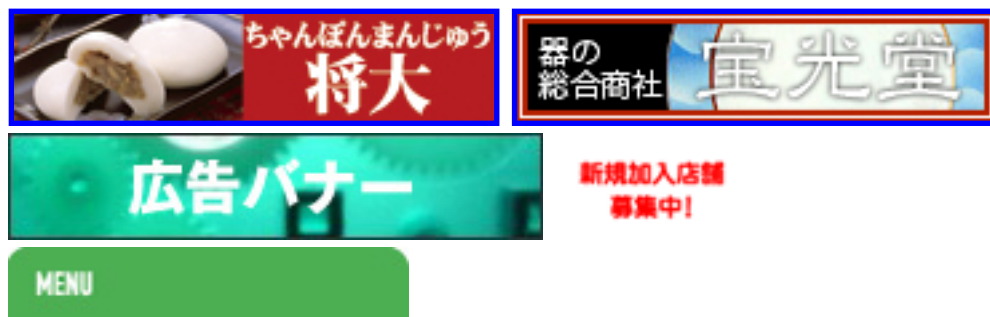 ちゃんぽんまんじゅう
将大
器の
総合商社
宝光堂
広告バナー
新規加入店舗
募集中!
MENU